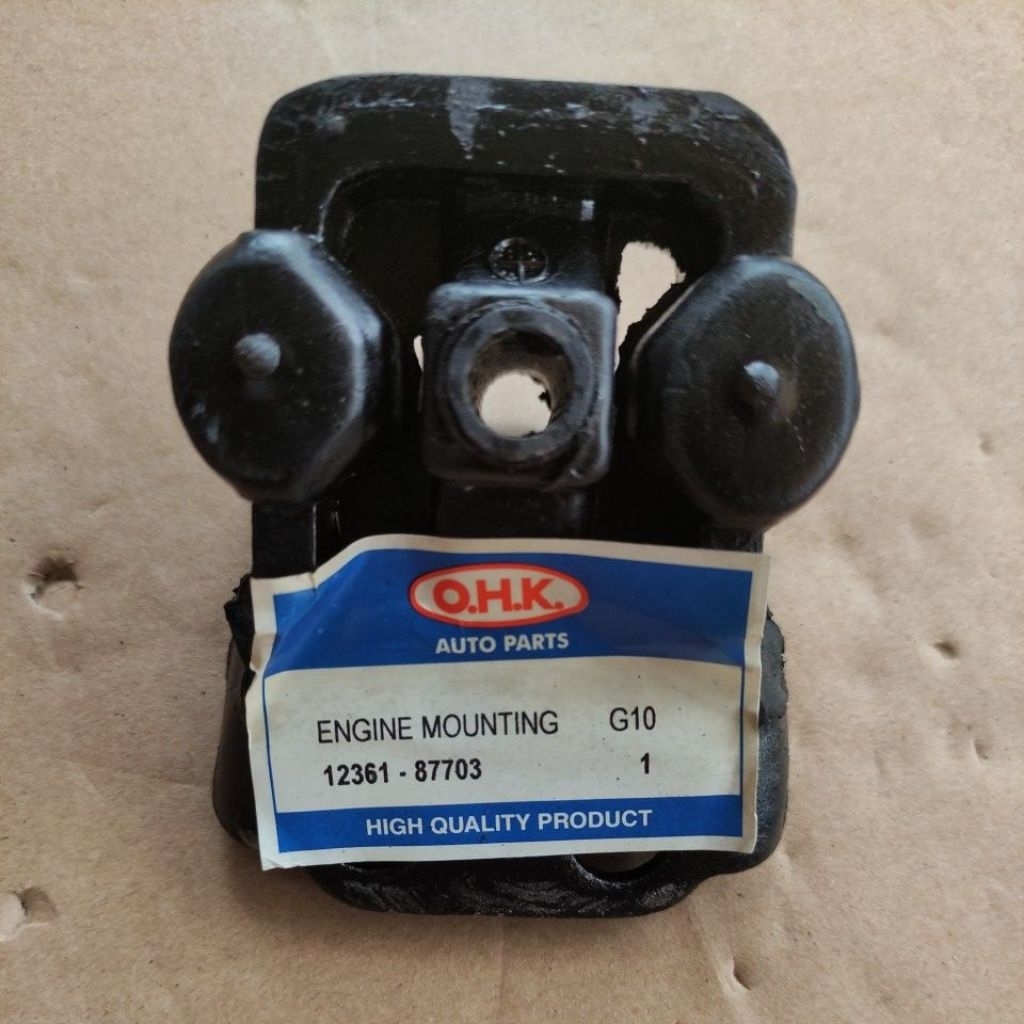 O.H.K.
AUTO PARTS
ENGINE MOUNTING G10
12361 - 87703 1
HIGH QUALITY PRODUCT